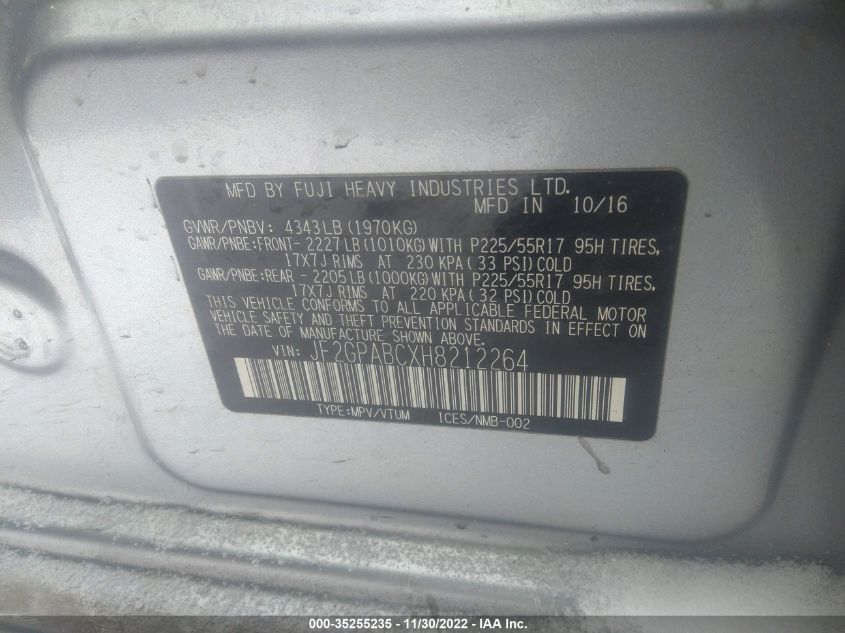 MFD BY FUJI HEAVY INDUSTRIES LTD.
MFD IN 10/16
GVWR/PNBV: 4343LB (1970KG)
GAWR/PNBE:FRONT- 2227LB (1010KG) WITH P225/55R17 95H TIRES,
17X7J RIMS AT 230 KPA (33 PSI) COLD
GAWR/PNBE:REAR - 2205LB (1000KG) WITH P225/55R17 95H TIRES,
17X7J RIMS AT 220 KPA (32 PSI) COLD
THIS VEHICLE CONFORMS TO ALL APPLICABLE FEDERAL MOTOR
VEHICLE SAFETY AND THEFT PREVENTION STANDARDS IN EFFECT ON
THE DATE OF MANUFACTURE SHOWN ABOVE.
VIN: JF2GPABCXH8212264
TYPE:MPV/VTUM ICES/NMB-002
000-35255235 - 11/30/2022 - IAA Inc.